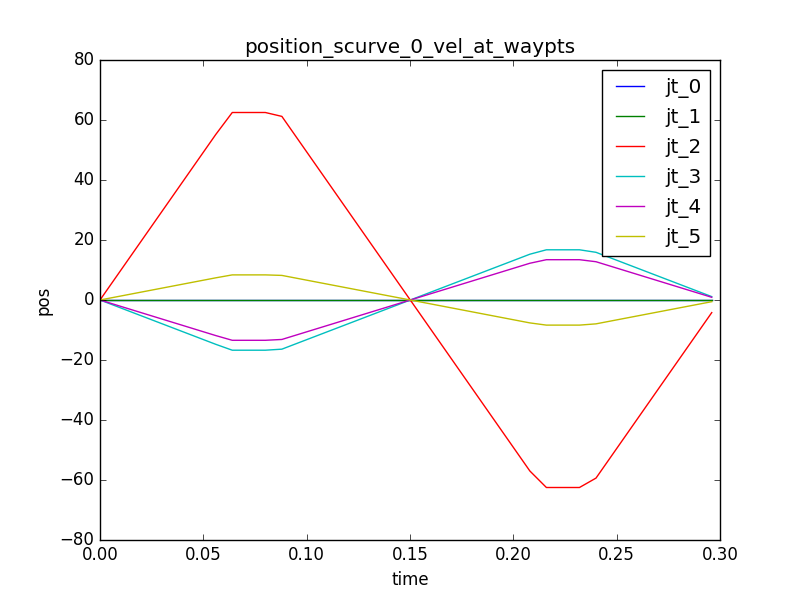 position_scurve_0_vel_at_waypts
80
60
40
20
0
−20
−40
−60
−80
pos
jt_0
jt_1
jt_2
jt_3
jt_4
jt_5
0.00 0.05 0.10 0.15 0.20 0.25 0.30
time